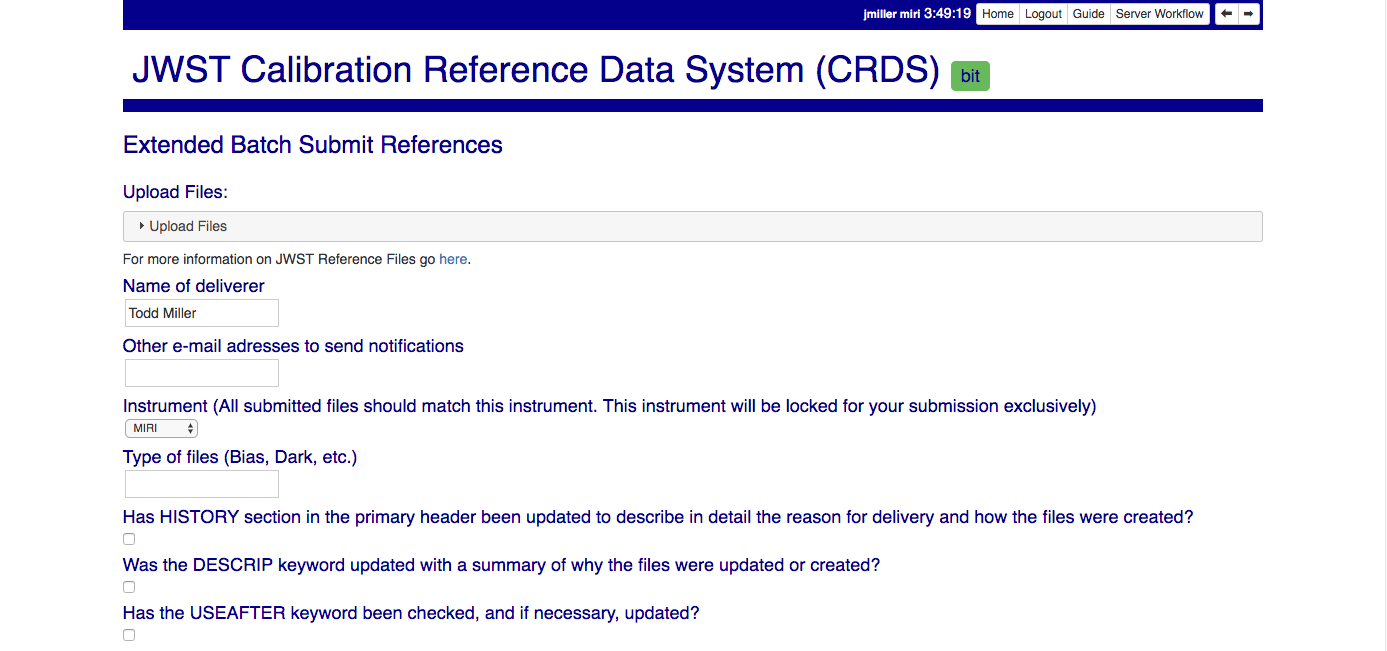 jmiller miri 3:49:19 Home Logout Guide Server Workflow
JWST Calibration Reference Data System (CRDS) bit
Extended Batch Submit References
Upload Files:
Upload Files
For more information on JWST Reference Files go here.
Name of deliverer
Todd Miller
Other e-mail adresses to send notifications
Instrument (All submitted files should match this instrument. This instrument will be locked for your submission exclusively)
MIRI
Type of files (Bias, Dark, etc.)
Has HISTORY section in the primary header been updated to describe in detail the reason for delivery and how the files were created?
Was the DESCRIP keyword updated with a summary of why the files were updated or created?
Has the USEAFTER keyword been checked, and if necessary, updated?